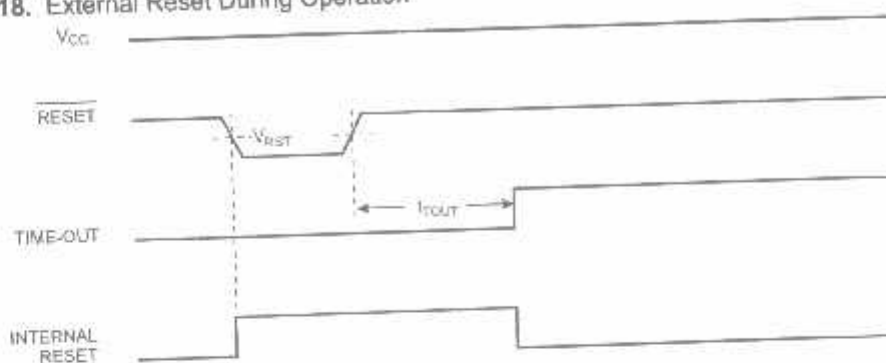 18. External Reset During Operation
VCC
RESET
VRST
tTOUT
TIME-OUT
INTERNAL
RESET